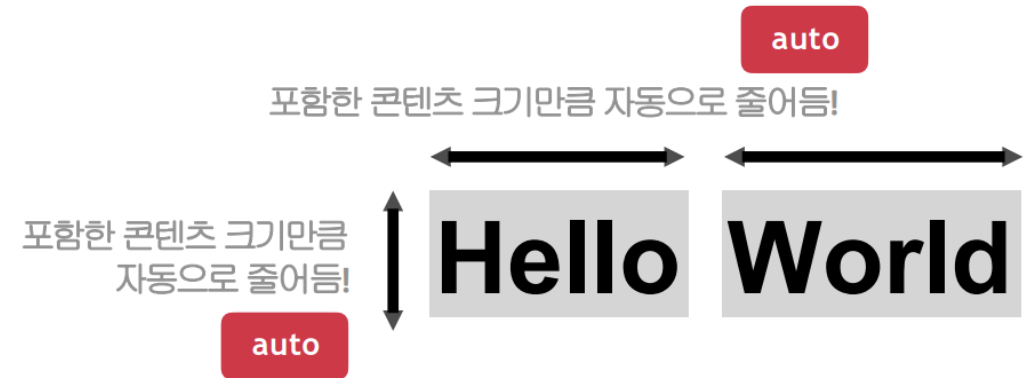 auto
포함한 콘텐츠 크기만큼 자동으로 줄어듬!
포함한 콘텐츠 크기만큼
자동으로 줄어듬!
auto
Hello World